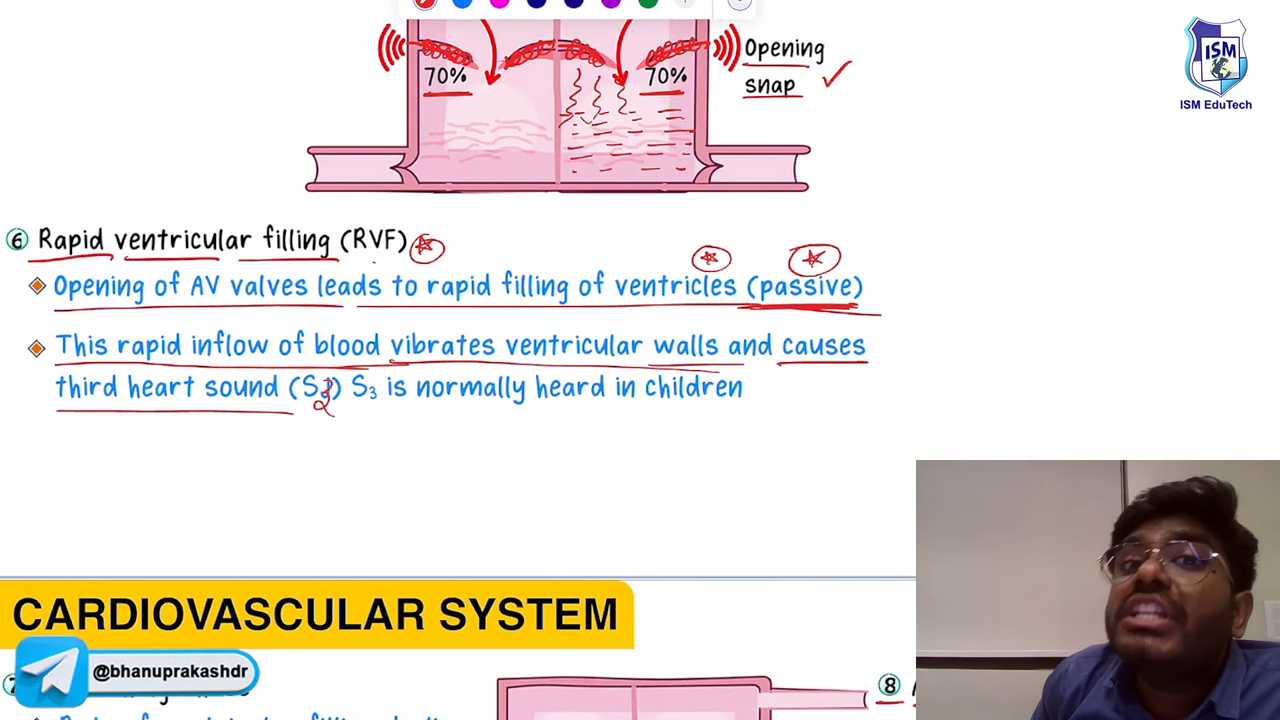 ISM
ISM EduTech
Opening
snap
70%
70%
6 Rapid ventricular filling (RVF)
Opening of AV valves leads to rapid filling of ventricles (passive)
This rapid inflow of blood vibrates ventricular walls and causes
third heart sound (S3) S3 is normally heard in children
CARDIOVASCULAR SYSTEM
@bhanuprakashdr
8